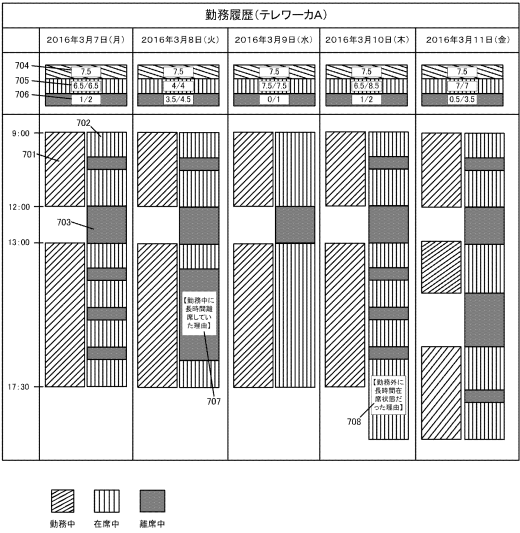 勤務履歴(テレワーカA)
2016年3月7日(月)
2016年3月8日(火)
2016年3月9日(水)
2016年3月10日(木)
2016年3月11日(金)
704
7.5
7.5
7.5
7.5
7.5
705
6.5/6.5
4/4
7.5/7.5
6.5/8.5
7/7
706
1/2
3.5/4.5
0/1
1/2
0.5/3.5
9:00
702
701
12:00
703
13:00
【勤務中に
長時間離
席してい
た理由】
17:30
707
【勤務外に
長時間在
席状態だ
った理由】
708
勤務中
在席中
離席中